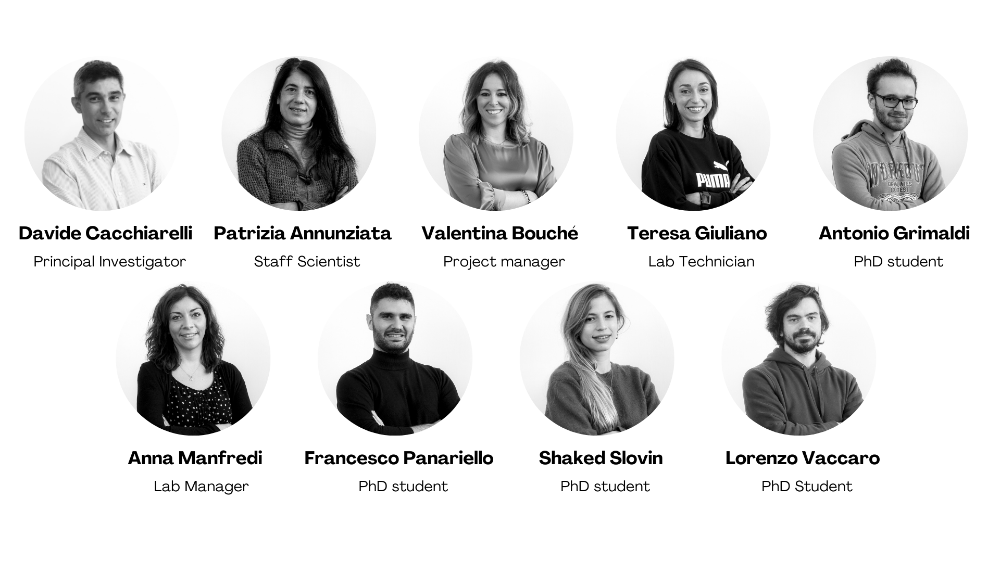 PUMA
WORKOUT
GRADUATES
Davide Cacchiarelli
Patrizia Annunziata
Valentina Bouché
Teresa Giuliano
Antonio Grimaldi
Principal Investigator
Staff Scientist
Project manager
Lab Technician
PhD student
Anna Manfredi
Francesco Panariello
Shaked Slovin
Lorenzo Vaccaro
Lab Manager
PhD student
PhD student
PhD Student